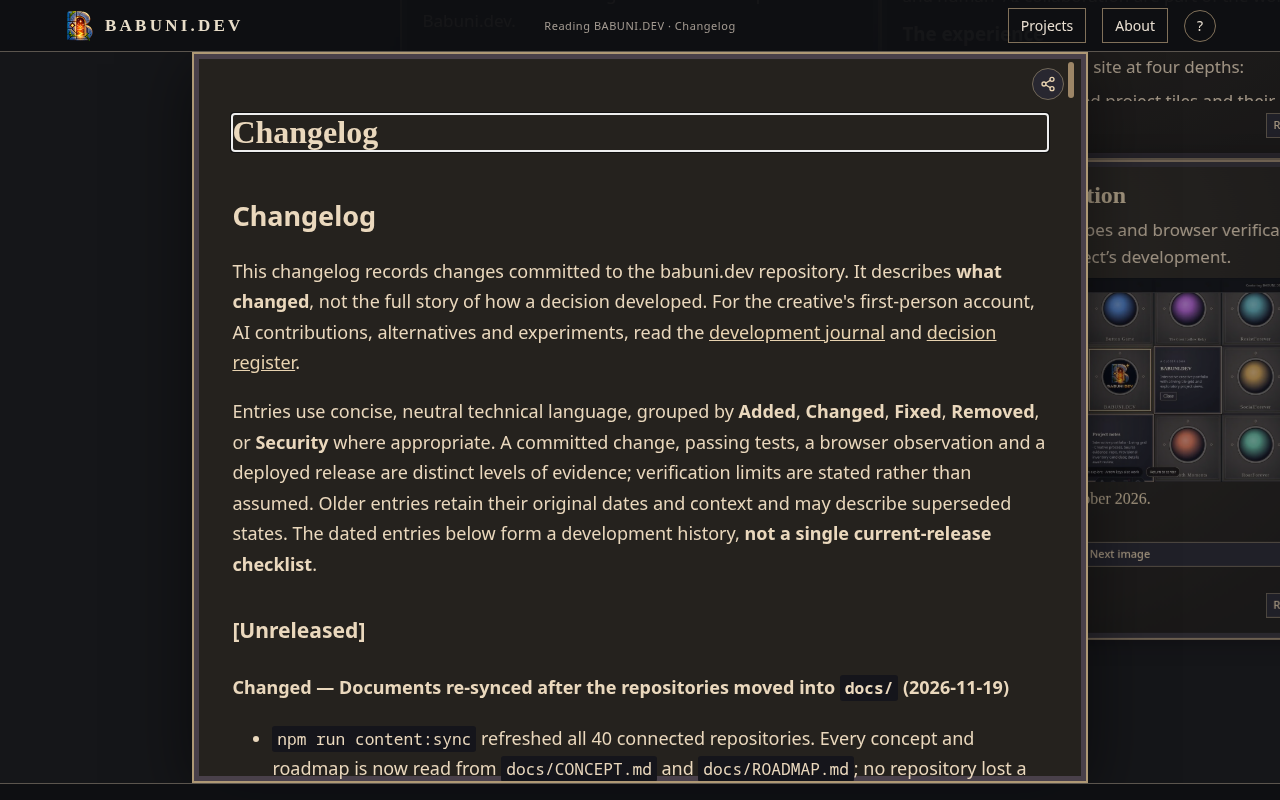 BABUNI.DEV
Reading BABUNI.DEV · Changelog
Projects
About
?
Changelog
Changelog
This changelog records changes committed to the babuni.dev repository. It describes what
changed, not the full story of how a decision developed. For the creative's first-person account,
AI contributions, alternatives and experiments, read the development journal and decision
register.
Entries use concise, neutral technical language, grouped by Added, Changed, Fixed, Removed,
or Security where appropriate. A committed change, passing tests, a browser observation and a
deployed release are distinct levels of evidence; verification limits are stated rather than
assumed. Older entries retain their original dates and context and may describe superseded
states. The dated entries below form a development history, not a single current-release
checklist.
[Unreleased]
Changed — Documents re-synced after the repositories moved into docs/ (2026-11-19)
npm run content:sync refreshed all 40 connected repositories. Every concept and
roadmap is now read from docs/CONCEPT.md and docs/ROADMAP.md; no repository lost a
Babuni.dev.
site at four depths:
project tiles and their
and browser
development.
2026.
Next image